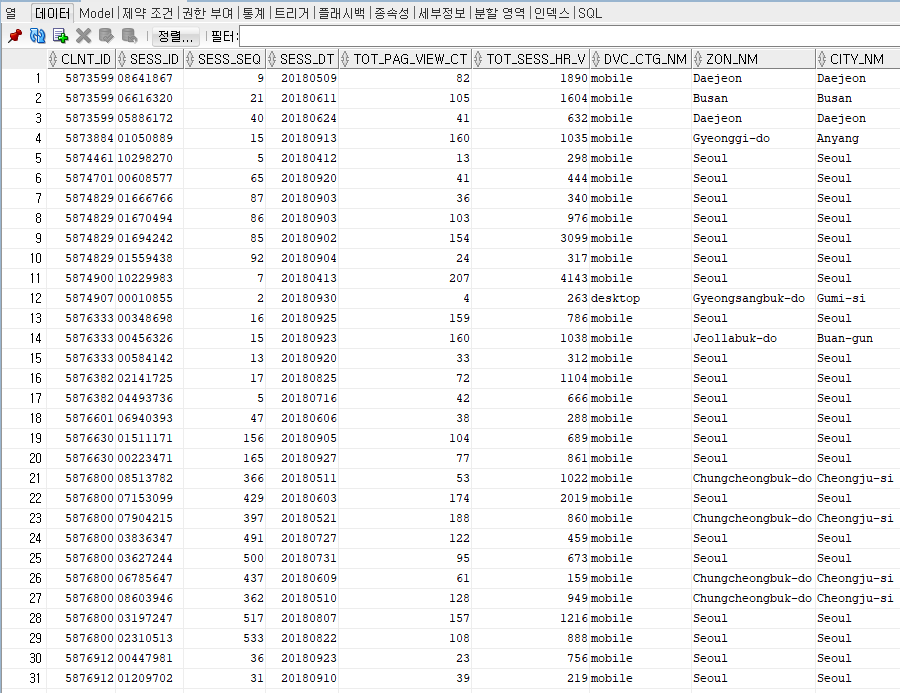 열 데이터 Model 제약 조건 권한 부여 통계 트리거 플래시백 종속성 세부정보 분할 영역 인덱스 SQL
정렬... 필터:
CLNT_ID SESS_ID SESS_SEQ SESS_DT TOT_PAG_VIEW_CT TOT_SESS_HR_V DVC_CTG_NM ZON_NM CITY_NM
1 5873599 08641867 9 20180509 82 1890 mobile Daejeon Daejeon
2 5873599 06616320 21 20180611 105 1604 mobile Busan Busan
3 5873599 05886172 40 20180624 41 632 mobile Daejeon Daejeon
4 5873884 01050889 15 20180913 160 1035 mobile Gyeonggi-do Anyang
5 5874461 10298270 5 20180412 13 298 mobile Seoul Seoul
6 5874701 00608577 65 20180920 41 444 mobile Seoul Seoul
7 5874829 01666766 87 20180903 36 340 mobile Seoul Seoul
8 5874829 01670494 86 20180903 103 976 mobile Seoul Seoul
9 5874829 01694242 85 20180902 154 3099 mobile Seoul Seoul
10 5874829 01559438 92 20180904 24 317 mobile Seoul Seoul
11 5874900 10229983 7 20180413 207 4143 mobile Seoul Seoul
12 5874907 00010855 2 20180930 4 263 desktop Gyeongsangbuk-do Gumi-si
13 5876333 00348698 16 20180925 159 786 mobile Seoul Seoul
14 5876333 00456326 15 20180923 160 1038 mobile Jeollabuk-do Buan-gun
15 5876333 00584142 13 20180920 33 312 mobile Seoul Seoul
16 5876382 02141725 17 20180825 72 1104 mobile Seoul Seoul
17 5876382 04493736 5 20180716 42 666 mobile Seoul Seoul
18 5876601 06940393 47 20180606 38 288 mobile Seoul Seoul
19 5876630 01511171 156 20180905 104 689 mobile Seoul Seoul
20 5876630 00223471 165 20180927 77 861 mobile Seoul Seoul
21 5876800 08513782 366 20180511 53 1022 mobile Chungcheongbuk-do Cheongju-si
22 5876800 07153099 429 20180603 174 2019 mobile Seoul Seoul
23 5876800 07904215 397 20180521 188 860 mobile Chungcheongbuk-do Cheongju-si
24 5876800 03836347 491 20180727 122 459 mobile Seoul Seoul
25 5876800 03627244 500 20180731 95 673 mobile Seoul Seoul
26 5876800 06785647 437 20180609 61 159 mobile Chungcheongbuk-do Cheongju-si
27 5876800 08603946 362 20180510 128 949 mobile Chungcheongbuk-do Cheongju-si
28 5876800 03197247 517 20180807 157 1216 mobile Seoul Seoul
29 5876800 02310513 533 20180822 108 888 mobile Seoul Seoul
30 5876912 00447981 36 20180923 23 756 mobile Seoul Seoul
31 5876912 01209702 31 20180910 39 219 mobile Seoul Seoul